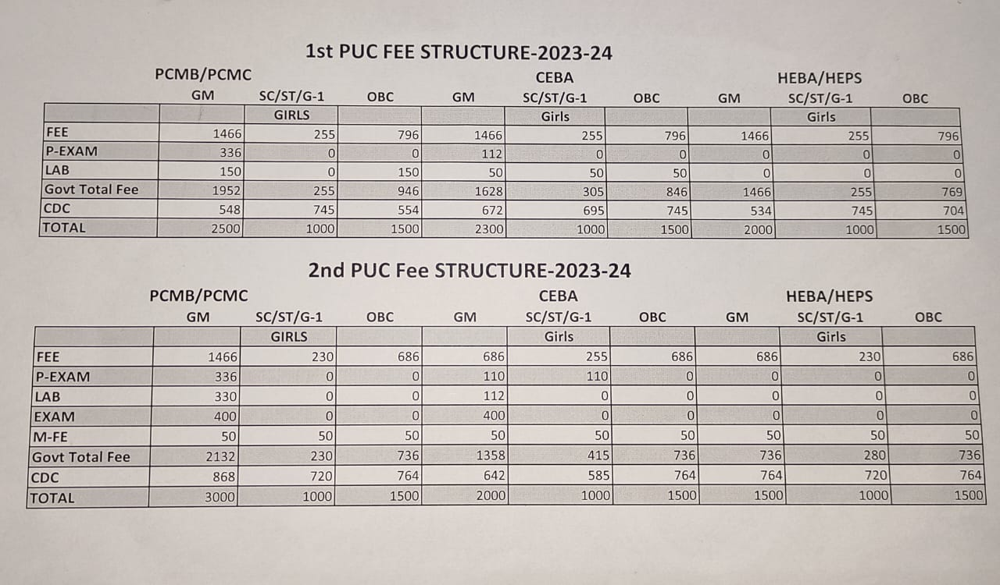 1st PUC FEE STRUCTURE-2023-24
PCMB/PCMC CEBA HEBA/HEPS
GM SC/ST/G-1 OBC GM SC/ST/G-1 OBC GM SC/ST/G-1 OBC
GIRLS Girls Girls
FEE 1466 255 796 1466 255 796 1466 255 796
P-EXAM 336 0 0 112 0 0 0 0 0
LAB 150 0 150 50 50 50 0 0 0
Govt Total Fee 1952 255 946 1628 305 846 1466 255 769
CDC 548 745 554 672 695 745 534 745 704
TOTAL 2500 1000 1500 2300 1000 1500 2000 1000 1500
2nd PUC Fee STRUCTURE-2023-24
PCMB/PCMC CEBA HEBA/HEPS
GM SC/ST/G-1 OBC GM SC/ST/G-1 OBC GM SC/ST/G-1 OBC
GIRLS Girls Girls
FEE 1466 230 686 686 255 686 686 230 686
P-EXAM 336 0 0 110 110 0 0 0 0
LAB 330 0 0 112 0 0 0 0 0
EXAM 400 0 0 400 0 0 0 0 0
M-FE 50 50 50 50 50 50 50 50 50
Govt Total Fee 2132 230 736 1358 415 736 736 280 736
CDC 868 720 764 642 585 764 764 720 764
TOTAL 3000 1000 1500 2000 1000 1500 1500 1000 1500